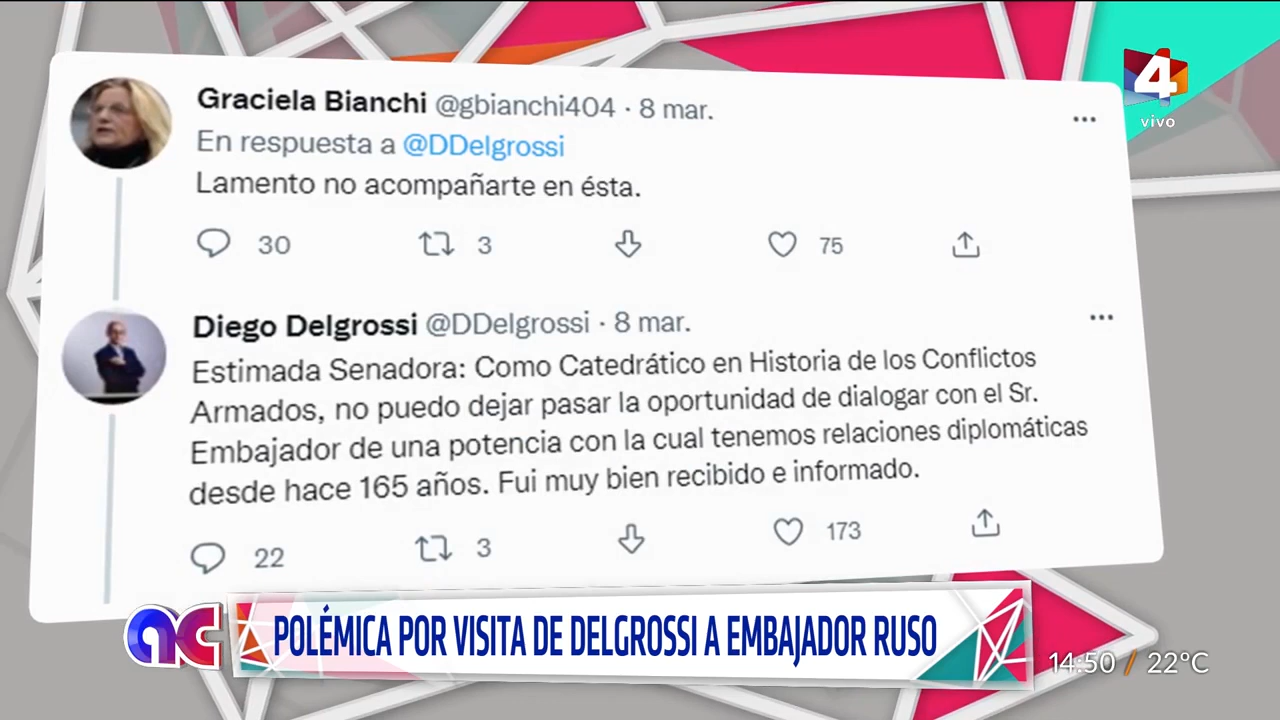 Graciela Bianchi @gbianchi404 · 8 mar.
En respuesta a @DDelgrossi
Lamento no acompañarte en ésta.
30 3 75
Diego Delgrossi @DDelgrossi · 8 mar.
Estimada Senadora: Como Catedrático en Historia de los Conflictos
Armados, no puedo dejar pasar la oportunidad de dialogar con el Sr.
Embajador de una potencia con la cual tenemos relaciones diplomáticas
desde hace 165 años. Fui muy bien recibido e informado.
22 3 173
4
vivo
ac
POLÉMICA POR VISITA DE DELGROSSI A EMBAJADOR RUSO
14:50 / 22°C